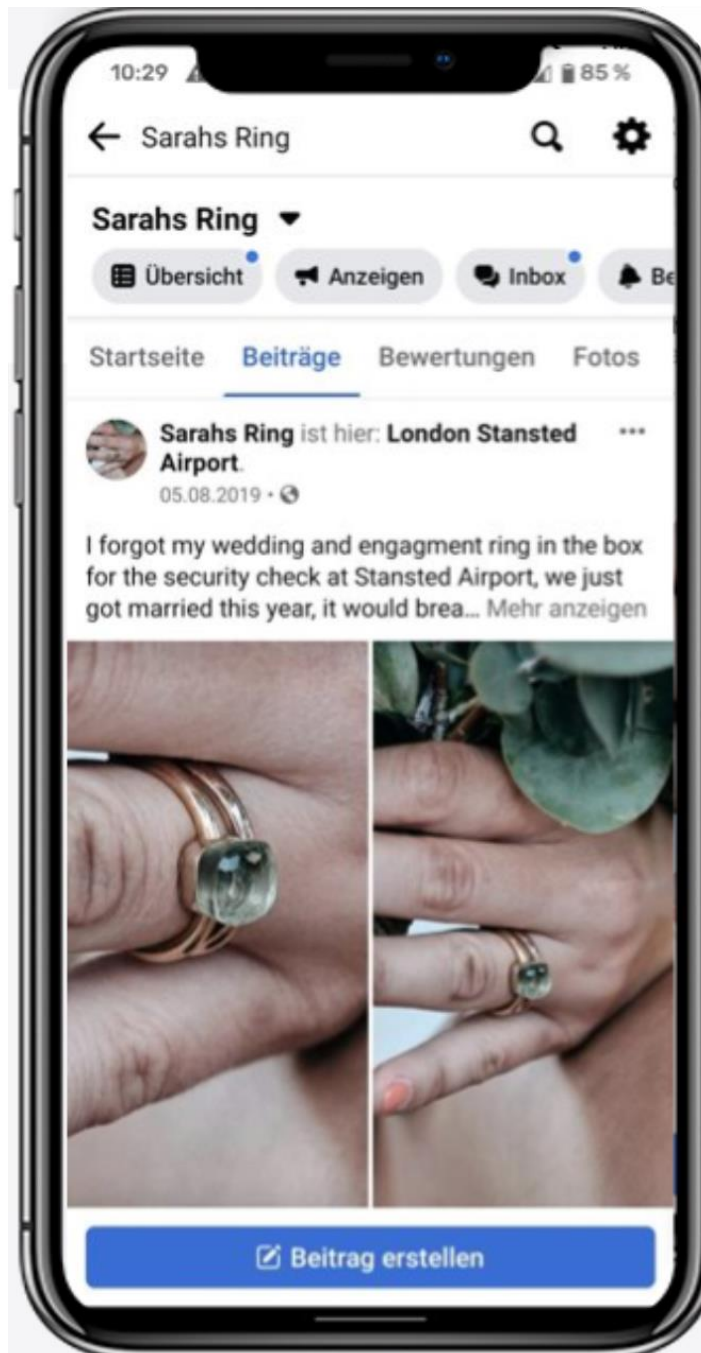 10:29
85 %
Sarahs Ring
Sarahs Ring
Übersicht
Anzeigen
Inbox
Be
Startseite
Beiträge
Bewertungen
Fotos
Sarahs Ring ist hier: London Stansted
Airport.
05.08.2019 •
I forgot my wedding and engagment ring in the box
for the security check at Stansted Airport, we just
got married this year, it would brea... Mehr anzeigen
Beitrag erstellen